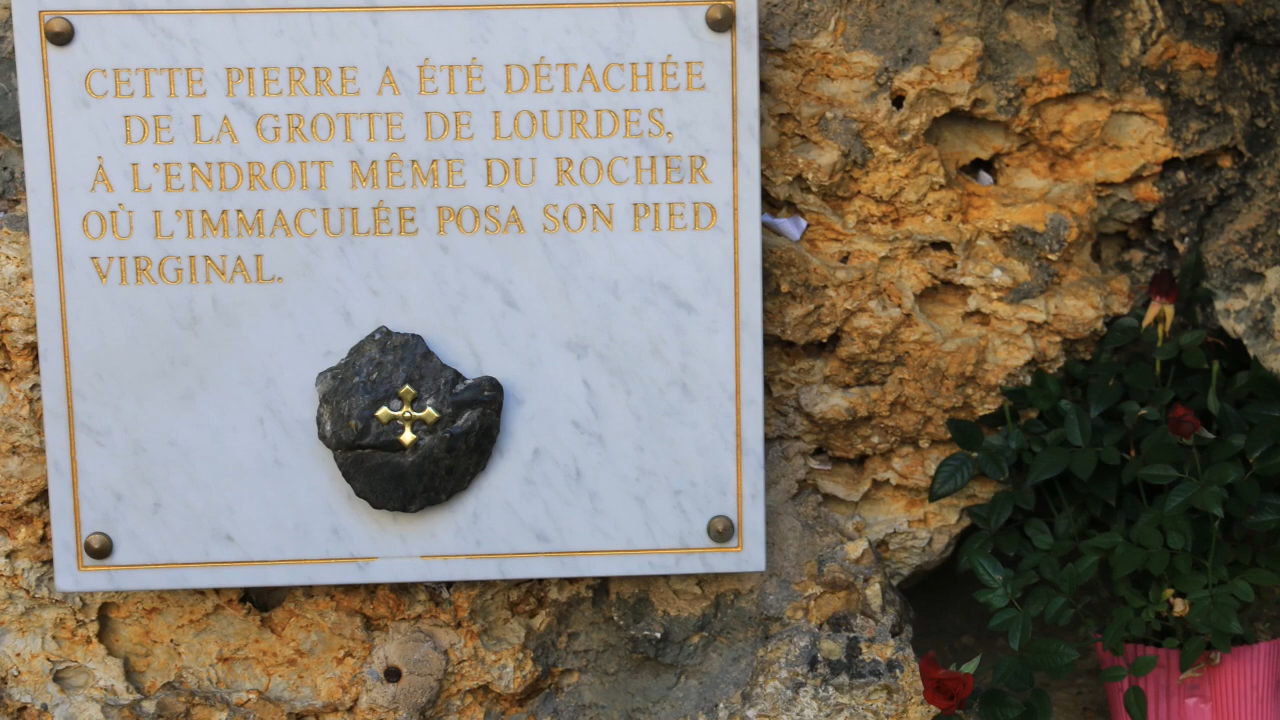 CETTE PIERRE A ÉTÉ DÉTACHÉE
DE LA GROTTE DE LOURDES,
À L'ENDROIT MÊME DU ROCHER
OÙ L'IMMACULÉE POSA SON PIED
VIRGINAL.